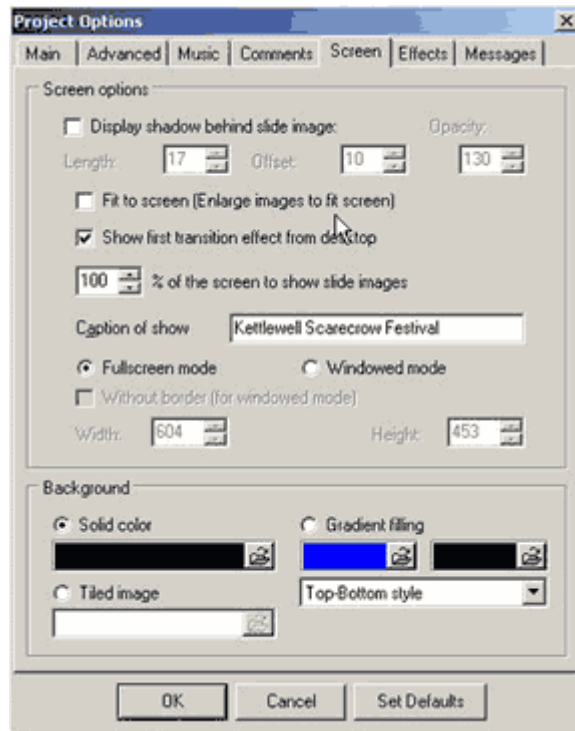 Project Options
Main Advanced Music Comments Screen Effects Messages
Screen options
Display shadow behind slide image: Opacity:
Length: 17 Offset: 10 130
Fit to screen (Enlarge images to fit screen)
Show first transition effect from desktop
100 % of the screen to show slide images
Caption of show Kettlewell Scarecrow Festival
Fullscreen mode Windowed mode
Without border (for windowed mode)
Width: 604 Height: 453
Background
Solid color Gradient filling
Tiled image Top-Bottom style
OK Cancel Set Defaults